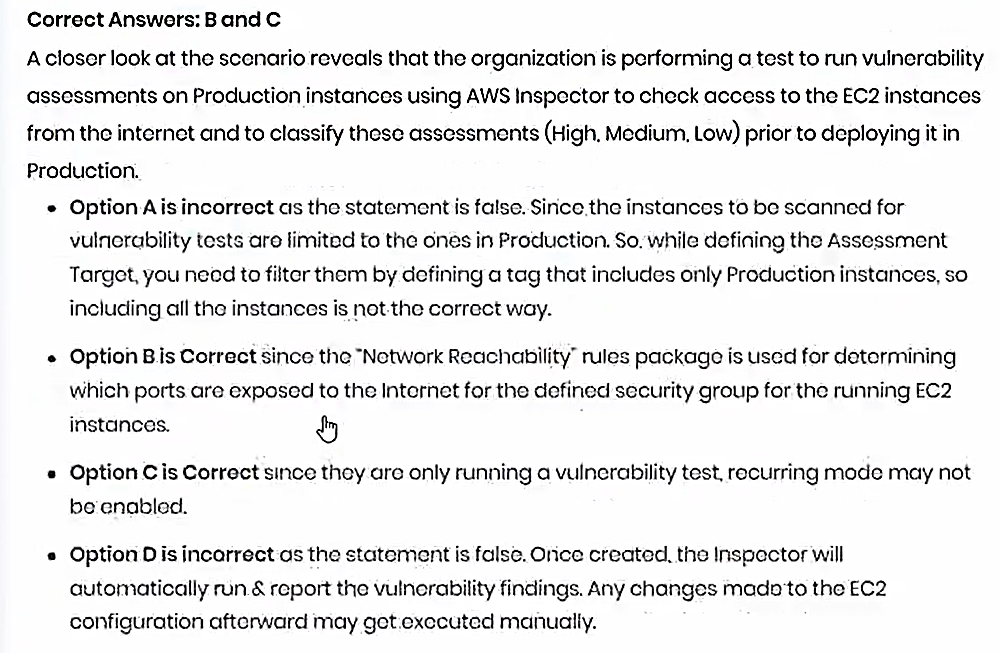 Correct Answers: B and C
A closer look at the scenario reveals that the organization is performing a test to run vulnerability
assessments on Production instances using AWS Inspector to check access to the EC2 instances
from the internet and to classify these assessments (High, Medium, Low) prior to deploying it in
Production.
• Option A is incorrect as the statement is false. Since the instances to be scanned for
vulnerability tests are limited to the ones in Production. So, while defining the Assessment
Target, you need to filter them by defining a tag that includes only Production instances, so
including all the instances is not the correct way.
• Option B is Correct since the "Network Reachability" rules package is used for determining
which ports are exposed to the Internet for the defined security group for the running EC2
instances.
• Option C is Correct since they are only running a vulnerability test, recurring mode may not
be enabled.
• Option D is incorrect as the statement is false. Once created, the Inspector will
automatically run & report the vulnerability findings. Any changes made to the EC2
configuration afterward may get executed manually.